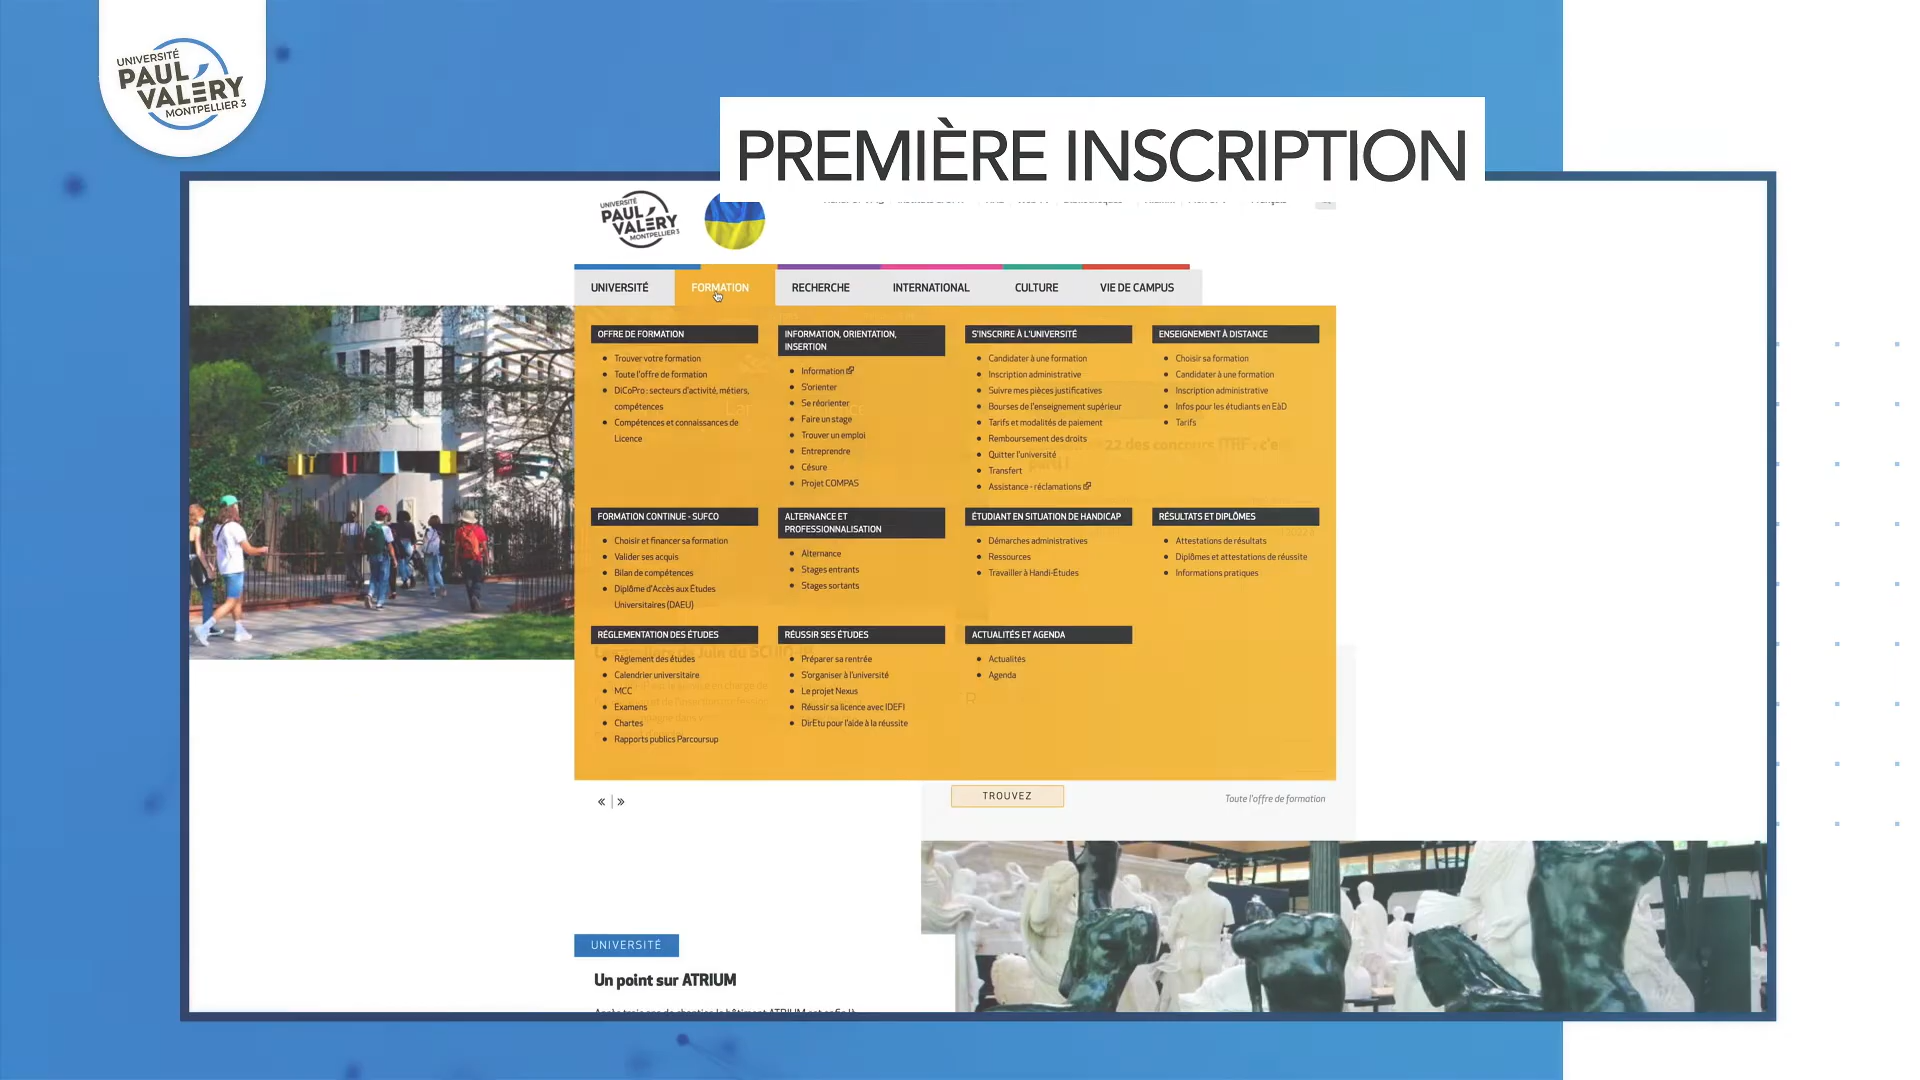 UNIVERSITÉ
PAUL
VALÉRY
MONTPELLIER 3
PREMIÈRE INSCRIPTION
UNIVERSITÉ
PAUL
VALÉRY
MONTPELLIER 3
UNIVERSITÉ
FORMATION
RECHERCHE
INTERNATIONAL
CULTURE
VIE DE CAMPUS
OFFRE DE FORMATION
Trouver votre formation
Toute l'offre de formation
DiCoPro : secteurs d'activité, métiers,
compétences
Compétences et connaissances de
Licence
INFORMATION, ORIENTATION,
INSERTION
Information
S'orienter
Se réorienter
Faire un stage
Trouver un emploi
Entreprendre
Césure
Projet COMPAS
S'INSCRIRE À L'UNIVERSITÉ
Candidater à une formation
Inscription administrative
Suivre mes pièces justificatives
Bourses de l'enseignement supérieur
Tarifs et modalités de paiement
Remboursement des droits
Quitter l'université
Transfert
Assistance - réclamations
ENSEIGNEMENT À DISTANCE
Choisir sa formation
Candidater à une formation
Inscription administrative
Infos pour les étudiants en EàD
Tarifs
22 des concours ITRF : c'e
parti !
FORMATION CONTINUE - SUFCO
Choisir et financer sa formation
Valider ses acquis
Bilan de compétences
Diplôme d'Accès aux Études
Universitaires (DAEU)
ALTERNANCE ET
PROFESSIONNALISATION
Alternance
Stages entrants
Stages sortants
ÉTUDIANT EN SITUATION DE HANDICAP
Démarches administratives
Ressources
Travailler à Handi-Études
RÉSULTATS ET DIPLÔMES
Attestations de résultats
Diplômes et attestations de réussite
Informations pratiques
RÉGLEMENTATION DES ÉTUDES
Règlement des études
Calendrier universitaire
MCC
Examens
Chartes
Rapports publics Parcoursup
RÉUSSIR SES ÉTUDES
Préparer sa rentrée
S'organiser à l'université
Le projet Nexus
Réussir sa licence avec IDEFI
DirEtu pour l'aide à la réussite
ACTUALITÉS ET AGENDA
Actualités
Agenda
« | »
TROUVEZ
Toute l'offre de formation
UNIVERSITÉ
Un point sur ATRIUM